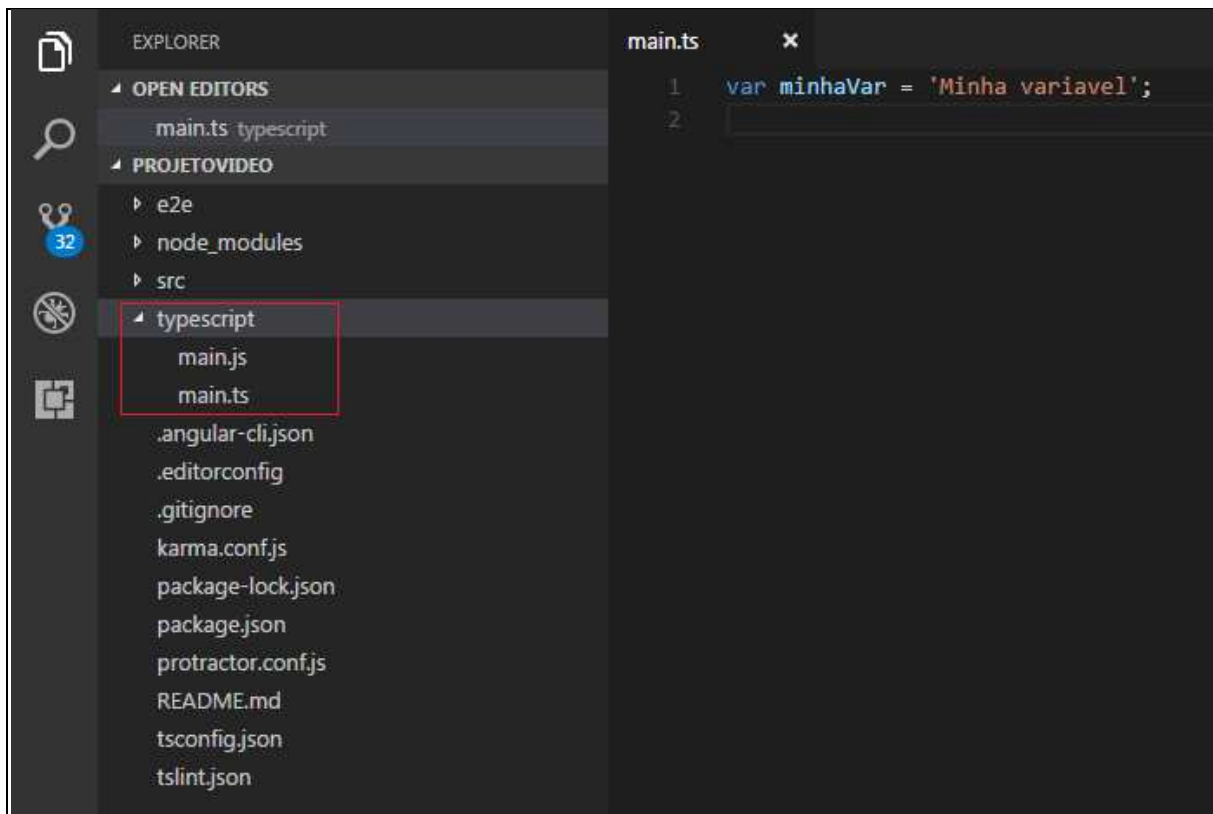 EXPLORER
OPEN EDITORS
main.ts typescript
PROJETOVIDEO
e2e
node_modules
src
typescript
main.js
main.ts
.angular-cli.json
.editorconfig
.gitignore
karma.conf.js
package-lock.json
package.json
protractor.conf.js
README.md
tsconfig.json
tslint.json
32
main.ts ×
1 var minhaVar = 'Minha variavel';
2